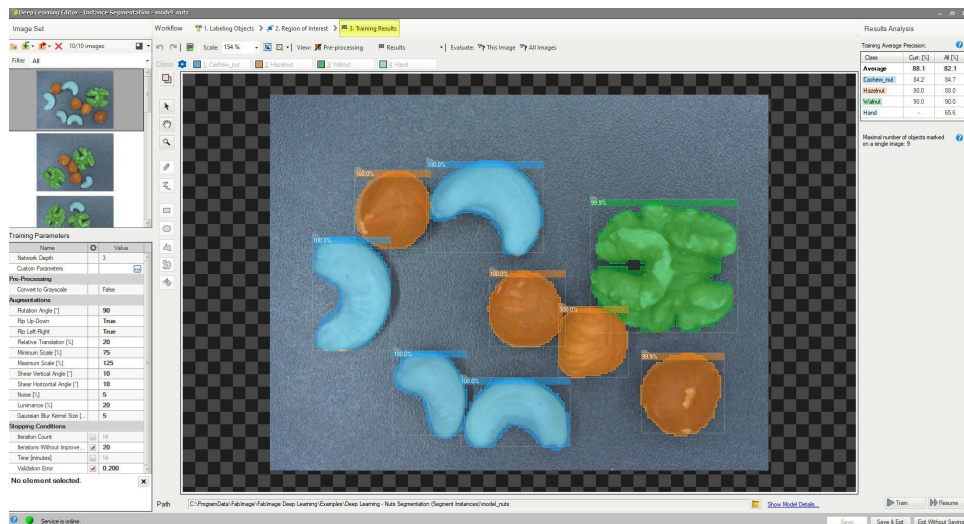 Deep Learning Editor - Instance Segmentation - model_nuts
Image Set
Workflow 1. Labeling Objects > 2. Region of Interest > 3. Training Results
Results Analysis
10/10 images
Scale: 154 % View: Pre-processing Results Evaluate: This Image All Images
Filter All
Class: 1: Cashew_nut 2: Hazelnut 3: Walnut 4: Hand
Training Average Precision:
Class Curr. [%] All [%]
Average 88.1 82.1
Cashew_nut 84.2 84.7
Hazelnut 90.0 88.0
Walnut 90.0 90.0
Hand - 65.6
Maximal number of objects marked
on a single image: 9
100.0%
100.0%
99.9%
100.0%
100.0%
100.0%
99.9%
100.0%
100.0%
Training Parameters
Name Value
Network Depth 3
Custom Parameters ...
Pre-Processing
Convert to Grayscale False
Augmentations
Rotation Angle [°] 90
Flip Up-Down True
Flip Left-Right True
Relative Translation [%] 20
Minimum Scale [%] 75
Maximum Scale [%] 125
Shear Vertical Angle [°] 10
Shear Horizontal Angle [°] 10
Noise [%] 5
Luminance [%] 20
Gaussian Blur Kernel Size [... 5
Stopping Conditions
Iteration Count Nil
Iterations Without Improve... 20
Time [minutes] Nil
Validation Error 0.200
No element selected.
Path C:\ProgramData\FabImage\FabImage Deep Learning\Examples\Deep Learning - Nuts Segmentation (Segment Instances)\model_nuts
Show Model Details...
Train Resume
Service is online.
Save Save & Exit Exit Without Saving